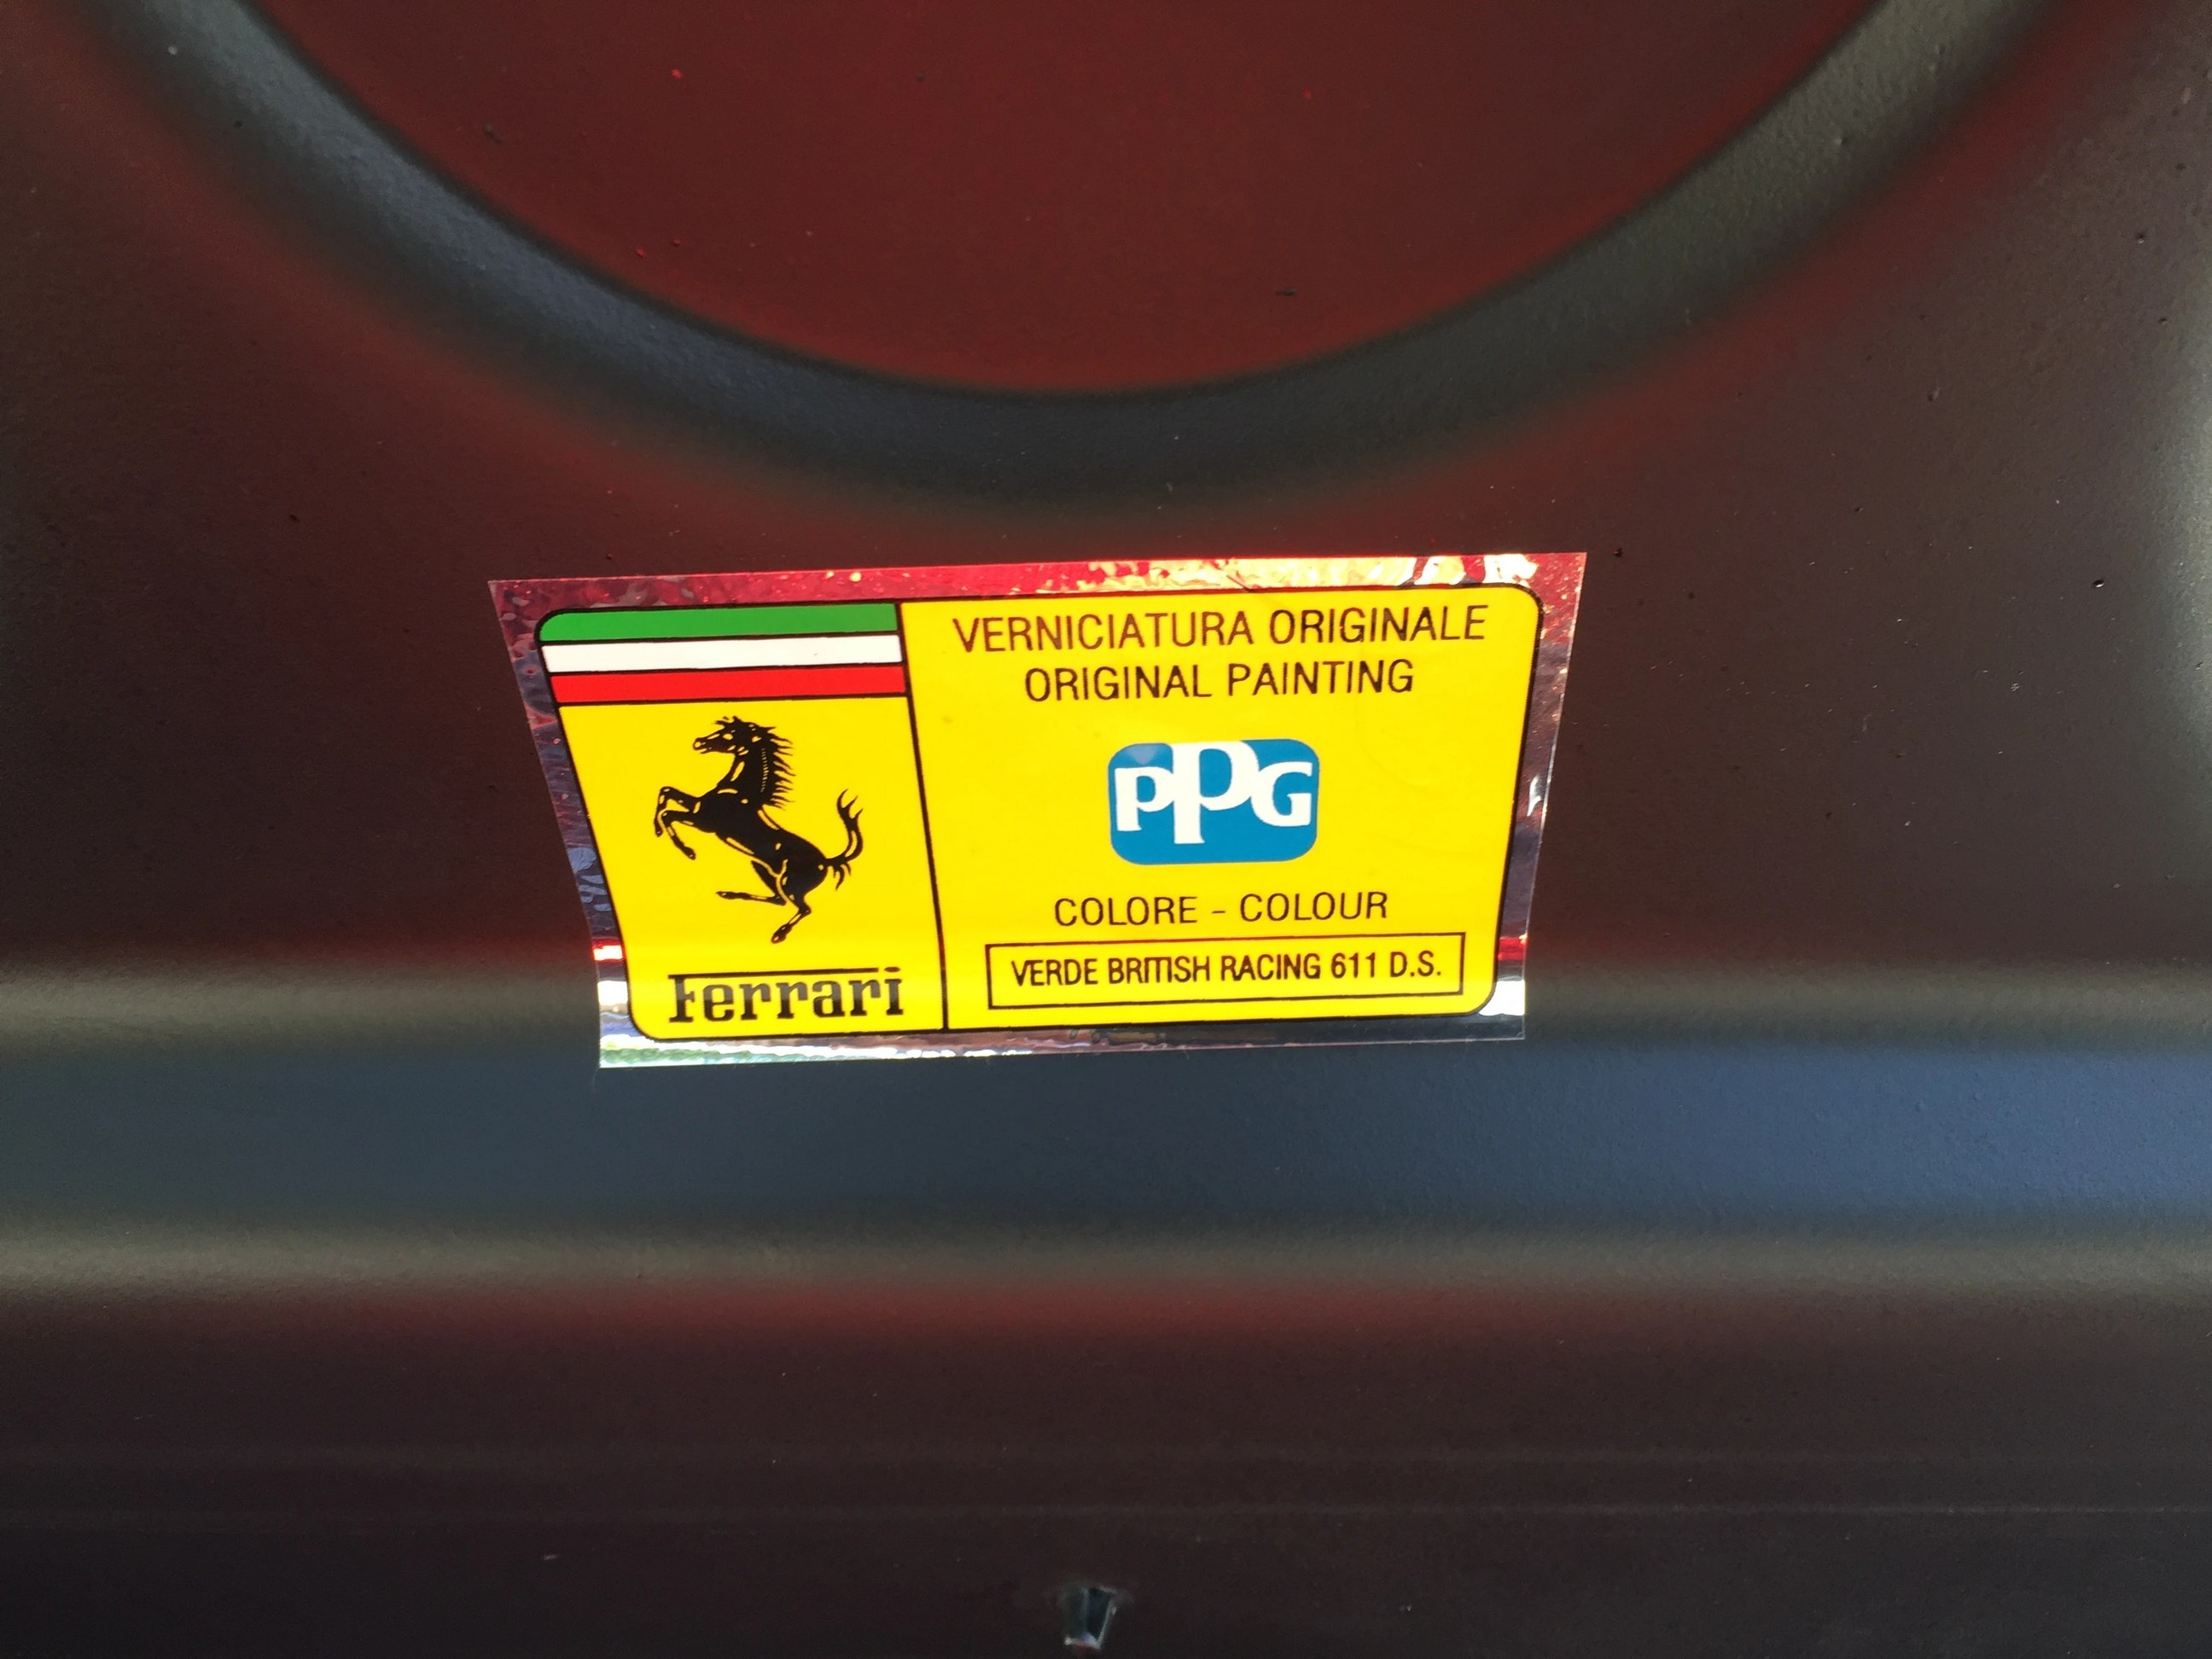 VERNICIATURA ORIGINALE
ORIGINAL PAINTING
PPG
COLORE - COLOUR
VERDE BRITISH RACING 611 D.S.
Ferrari